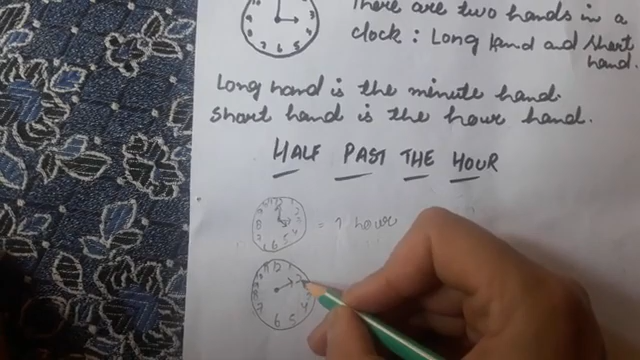 There are two hands in a
clock : Long hand and short
hand.
Long hand is the minute hand.
Short hand is the hour hand.
HALF PAST THE HOUR
= 1 hour